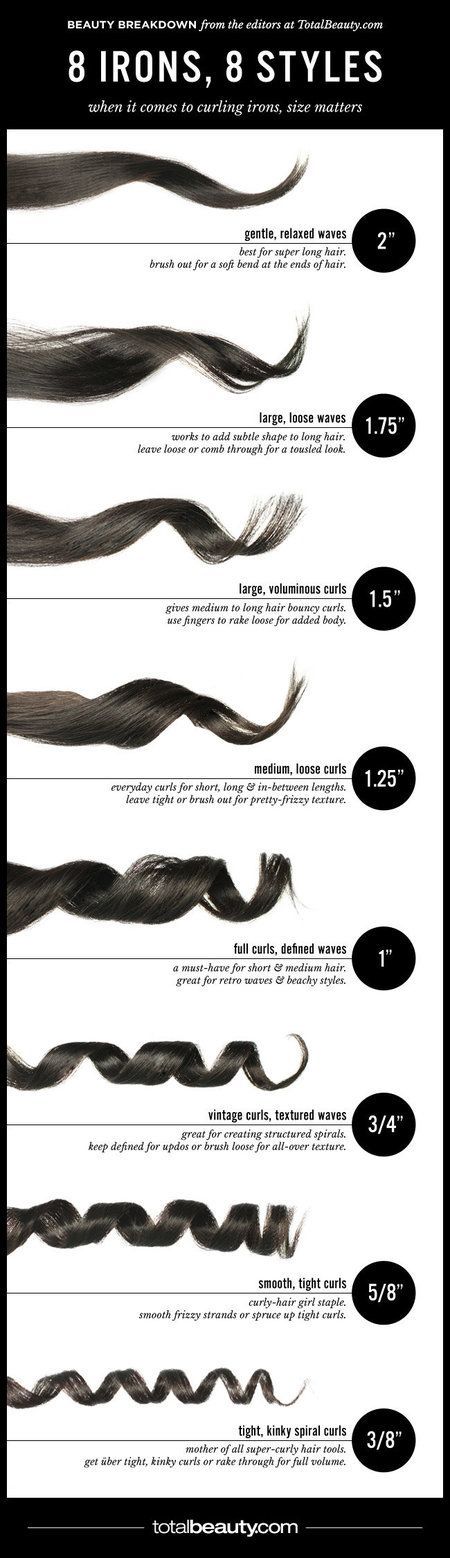 BEAUTY BREAKDOWN from the editors at TotalBeauty.com
8 IRONS, 8 STYLES
when it comes to curling irons, size matters
gentle, relaxed waves
2”
best for super long hair.
brush out for a soft bend at the ends of hair.
large, loose waves
1.75”
works to add subtle shape to long hair.
leave loose or comb through for a tousled look.
large, voluminous curls
1.5”
gives medium to long hair bouncy curls.
use fingers to rake loose for added body.
medium, loose curls
1.25”
everyday curls for short, long & in-between lengths.
leave tight or brush out for pretty-frizzy texture.
full curls, defined waves
1”
a must-have for short & medium hair.
great for retro waves & beachy styles.
vintage curls, textured waves
3/4”
great for creating structured spirals.
keep defined for updos or brush loose for all-over texture.
smooth, tight curls
5/8”
curly-hair girl staple.
smooth frizzy strands or spruce up tight curls.
tight, kinky spiral curls
3/8”
mother of all super-curly hair tools.
get über tight, kinky curls or rake through for full volume.
totalbeauty.com